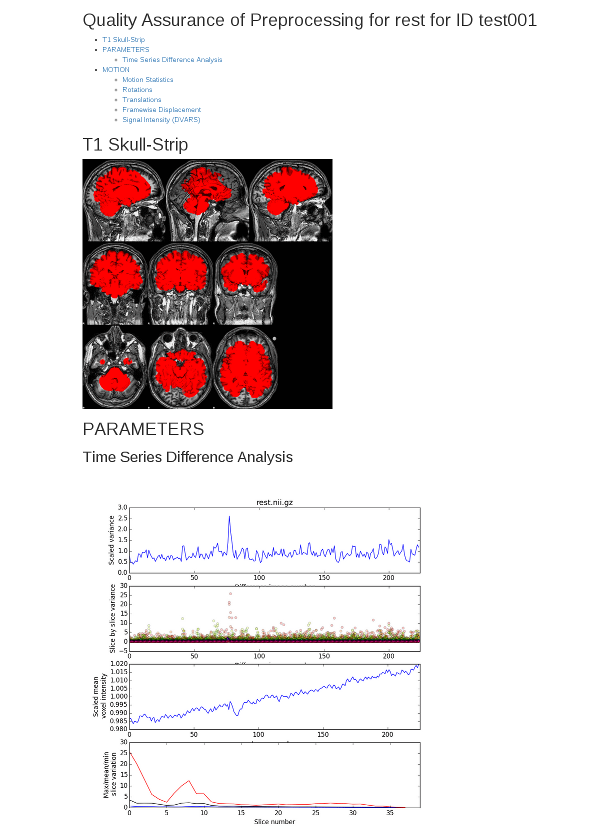 Quality Assurance of Preprocessing for rest for ID test001
T1 Skull-Strip
PARAMETERS
Time Series Difference Analysis
MOTION
Motion Statistics
Rotations
Translations
Framewise Displacement
Signal Intensity (DVARS)
T1 Skull-Strip
PARAMETERS
Time Series Difference Analysis
rest.nii.gz
Scaled variance
3.0
2.5
2.0
1.5
1.0
0.5
0.0
0 50 100 150 200
Slice by slice variance
30
25
20
15
10
5
0
−5
0 50 100 150 200
Scaled mean
voxel intensity
1.020
1.015
1.010
1.005
1.000
0.995
0.990
0.985
0.980
0 50 100 150 200
Max/mean/min
slice variation
30
25
20
15
10
5
0
0 5 10 15 20 25 30 35
Slice number